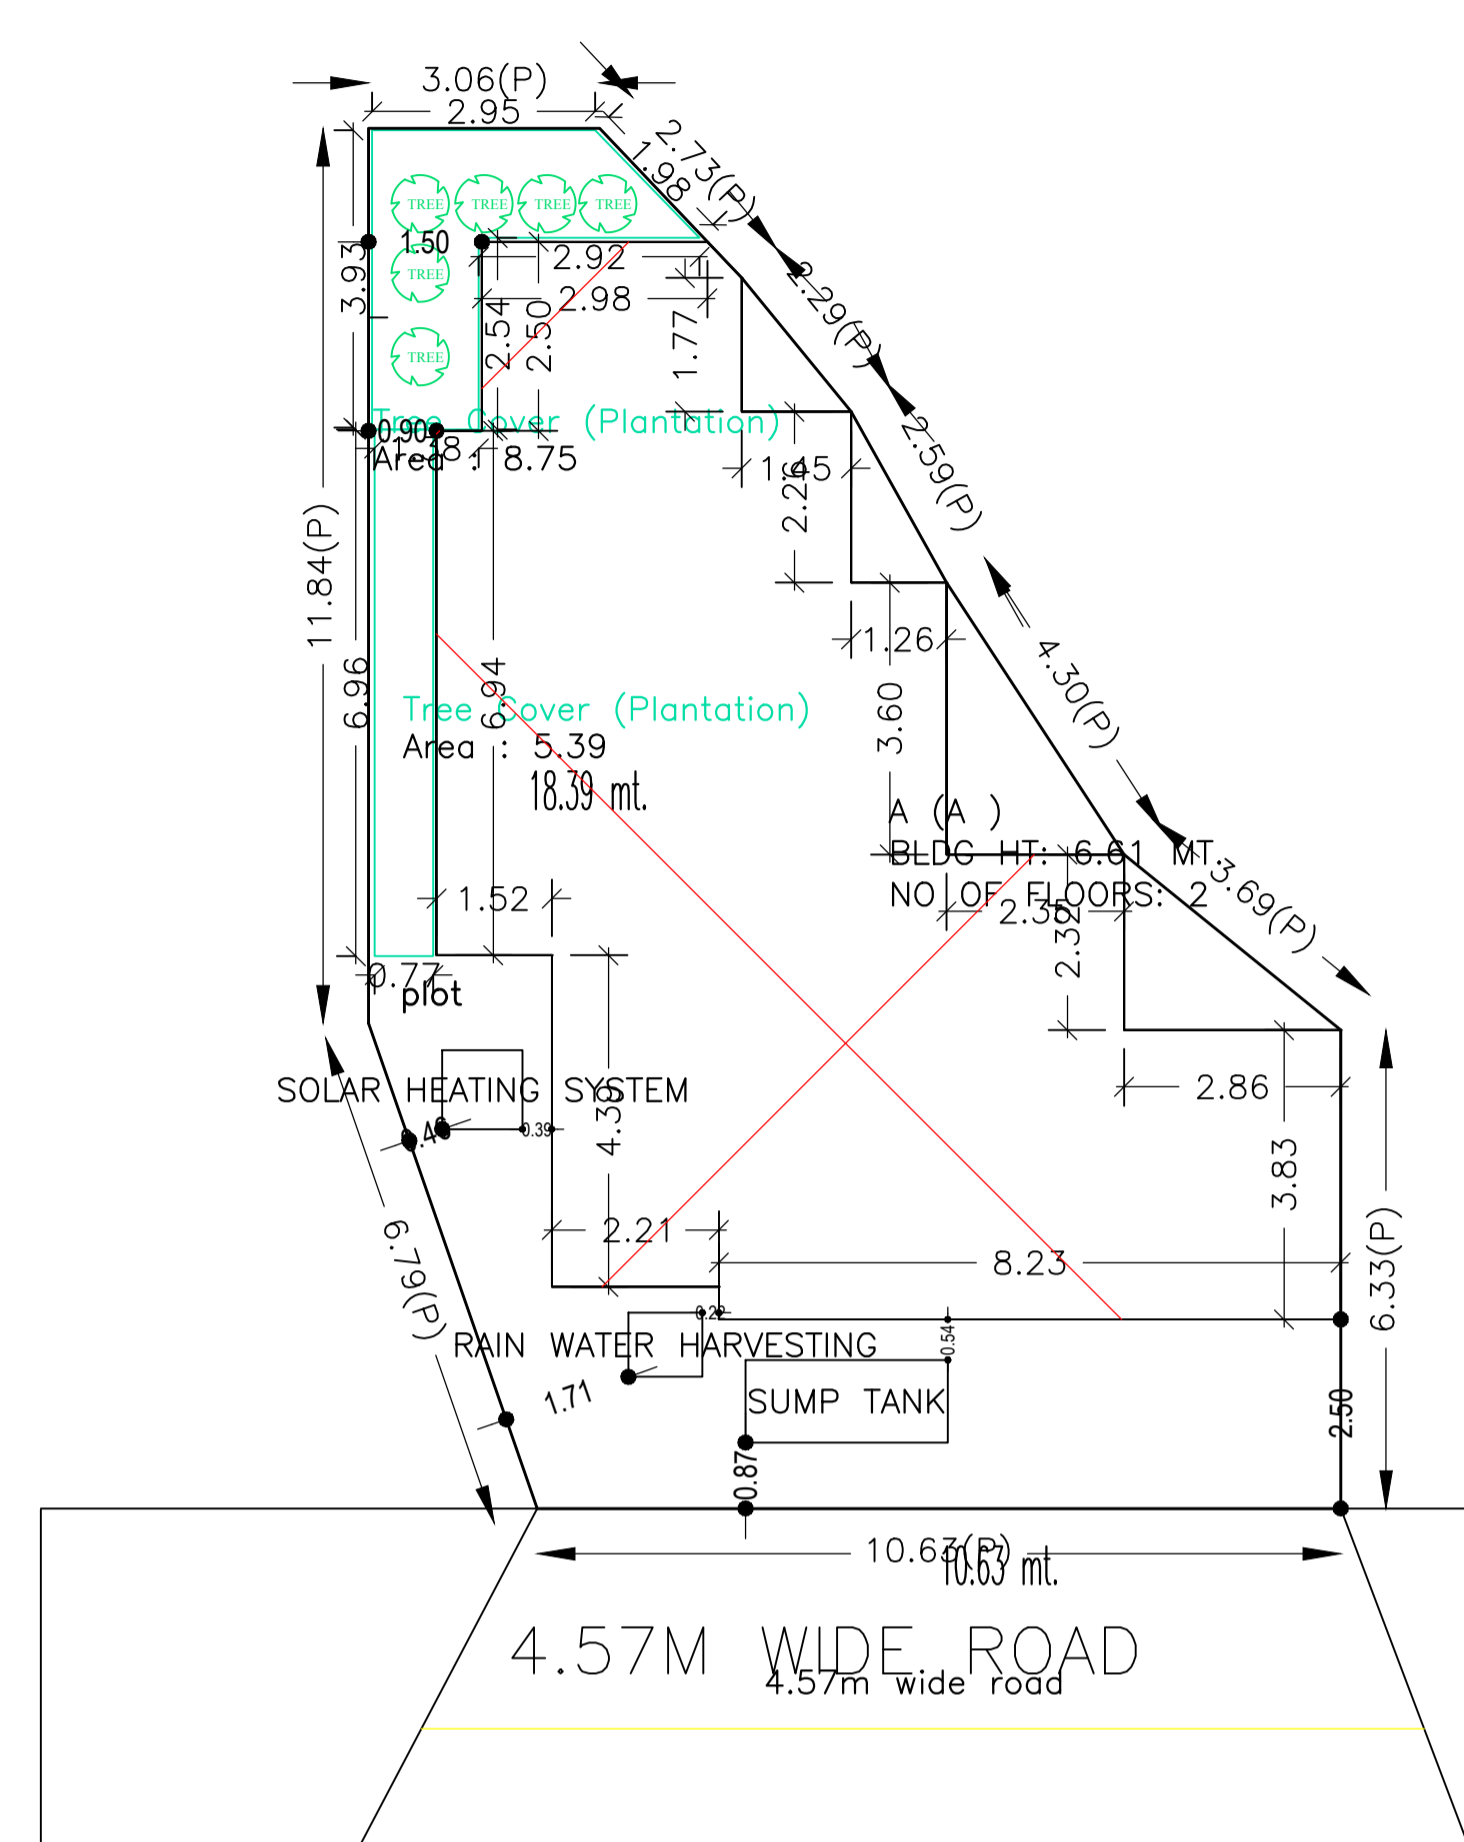 3.06(P)
2.95
2.73(P)
1.98
TREE TREE TREE TREE
1.50
TREE
2.92
2.29(P)
3.93
2.98
2.54
2.50
1.77
TREE
Tree Cover (Plantation)
0.90
Area : 8.75
1.45
2.26
2.59(P)
11.84(P)
1.26
4.30(P)
6.96
6.94
Tree Cover (Plantation)
3.60
Area : 5.39
18.39 mt.
A (A )
BLDG HT: 6.61 MT.
NO OF FLOORS: 2
3.69(P)
1.52
2.35
0.77
plot
SOLAR HEATING SYSTEM
2.86
0.39
3.83
2.21
8.23
6.79(P)
6.33(P)
0.22
RAIN WATER HARVESTING
0.54
1.71
SUMP TANK
2.50
0.87
10.63(P)
10.63 mt.
4.57M WIDE ROAD
4.57m wide road